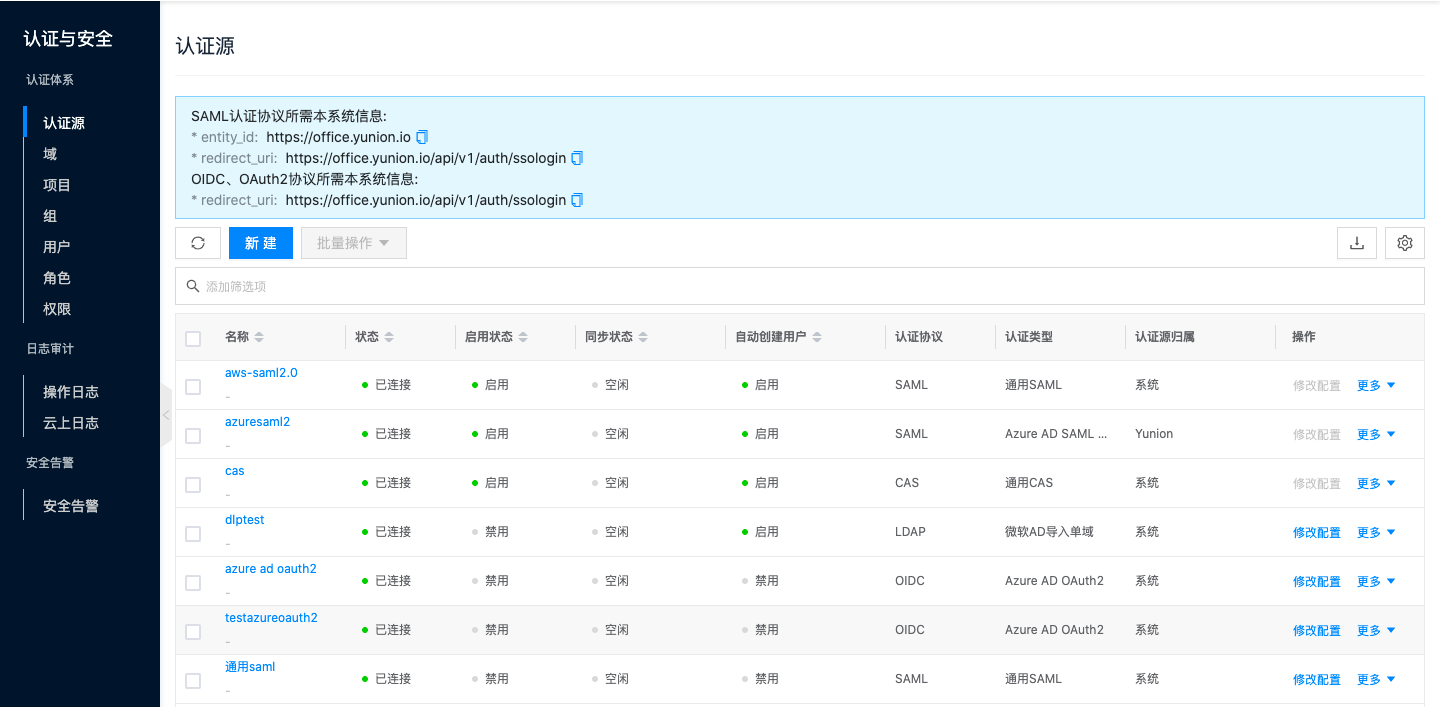 认证与安全
认证体系
认证源
域
项目
组
用户
角色
权限
日志审计
操作日志
云上日志
安全告警
安全告警
认证源
SAML认证协议所需本系统信息:
* entity_id: https://office.yunion.io
* redirect_uri: https://office.yunion.io/api/v1/auth/ssologin
OIDC、OAuth2协议所需本系统信息:
* redirect_uri: https://office.yunion.io/api/v1/auth/ssologin
新 建 批量操作
添加筛选项
名称 状态 启用状态 同步状态 自动创建用户 认证协议 认证类型 认证源归属 操作
aws-saml2.0
- 已连接 启用 空闲 启用 SAML 通用SAML 系统 修改配置 更多
azuresaml2
- 已连接 启用 空闲 启用 SAML Azure AD SAML ... Yunion 修改配置 更多
cas
- 已连接 启用 空闲 启用 CAS 通用CAS 系统 修改配置 更多
dlptest
- 已连接 禁用 空闲 启用 LDAP 微软AD导入单域 系统 修改配置 更多
azure ad oauth2
- 已连接 禁用 空闲 禁用 OIDC Azure AD OAuth2 系统 修改配置 更多
testazureoauth2
- 已连接 禁用 空闲 禁用 OIDC Azure AD OAuth2 系统 修改配置 更多
通用saml
- 已连接 禁用 空闲 禁用 SAML 通用SAML 系统 修改配置 更多